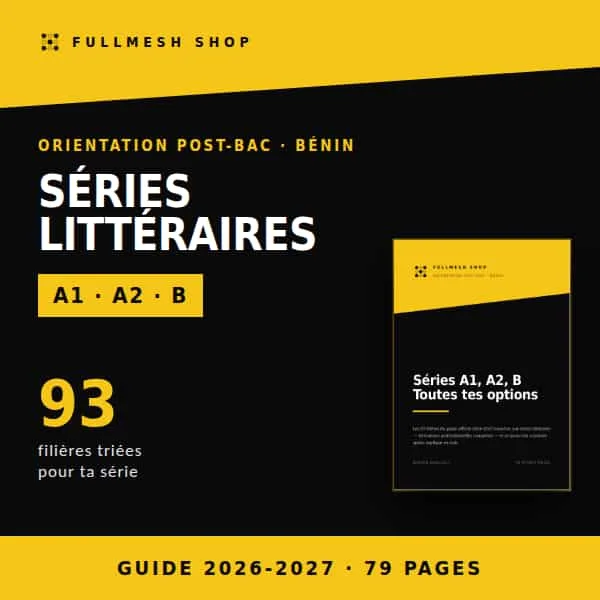 FULLMESH SHOP
ORIENTATION POST-BAC · BÉNIN
SÉRIES
LITTÉRAIRES
A1 · A2 · B
93
filières triées
pour ta série
FULLMESH SHOP
Séries A1, A2, B
Toutes tes options
GUIDE 2026-2027 · 79 PAGES